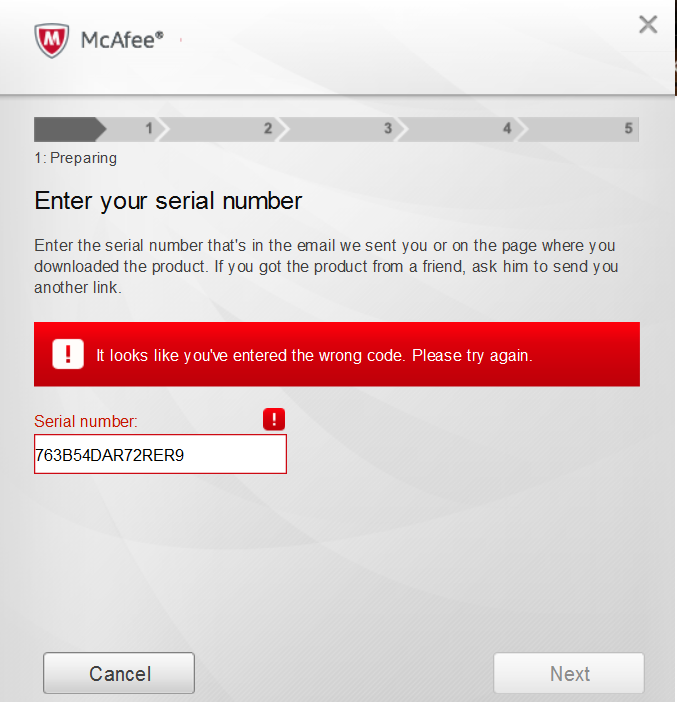 McAfee®
1 2 3 4 5
1: Preparing
Enter your serial number
Enter the serial number that's in the email we sent you or on the page where you
downloaded the product. If you got the product from a friend, ask him to send you
another link.
! It looks like you've entered the wrong code. Please try again.
Serial number: !
763B54DAR72RER9
Cancel Next